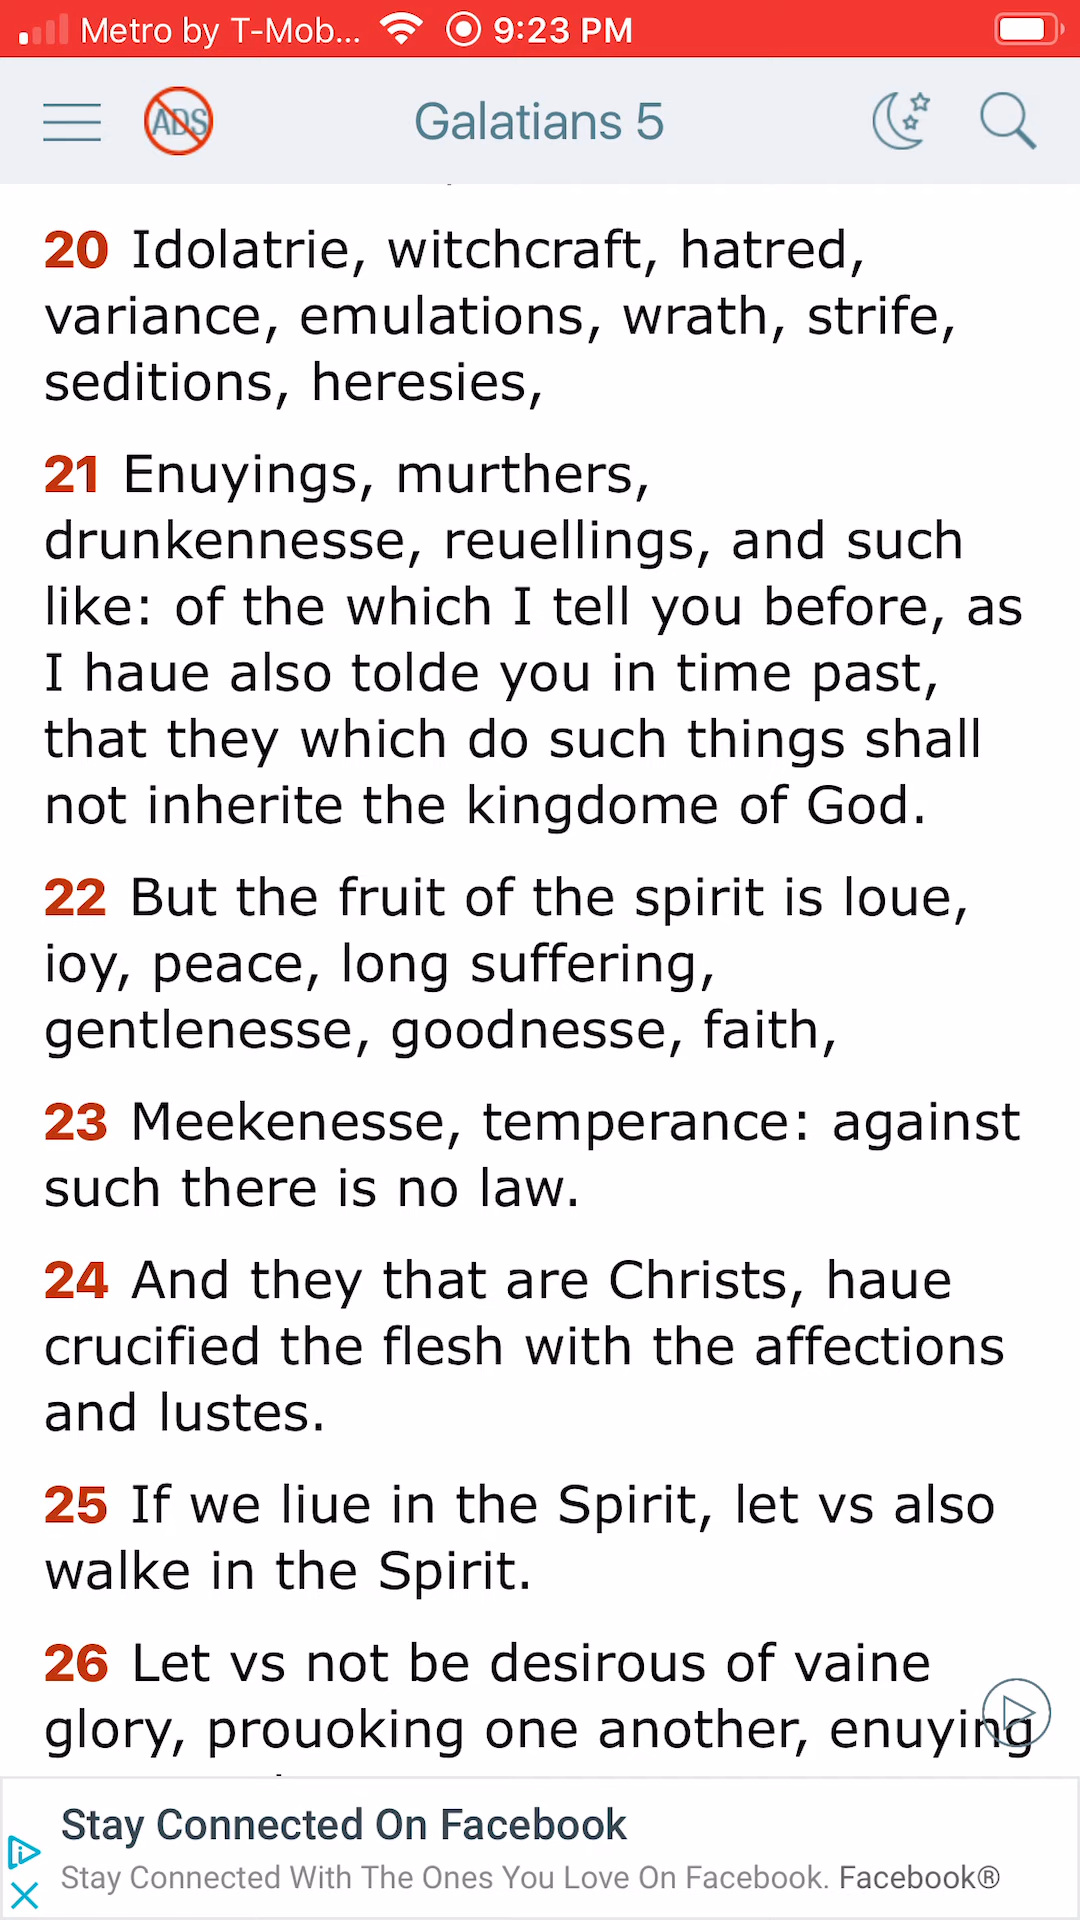 Metro by T-Mob... 9:23 PM
ADS Galatians 5
20 Idolatrie, witchcraft, hatred,
variance, emulations, wrath, strife,
seditions, heresies,
21 Enuyings, murthers,
drunkennesse, reuellings, and such
like: of the which I tell you before, as
I haue also tolde you in time past,
that they which do such things shall
not inherite the kingdome of God.
22 But the fruit of the spirit is loue,
ioy, peace, long suffering,
gentlenesse, goodnesse, faith,
23 Meekenesse, temperance: against
such there is no law.
24 And they that are Christs, haue
crucified the flesh with the affections
and lustes.
25 If we liue in the Spirit, let vs also
walke in the Spirit.
26 Let vs not be desirous of vaine
glory, prouoking one another, enuying
Stay Connected On Facebook
Stay Connected With The Ones You Love On Facebook. Facebook®